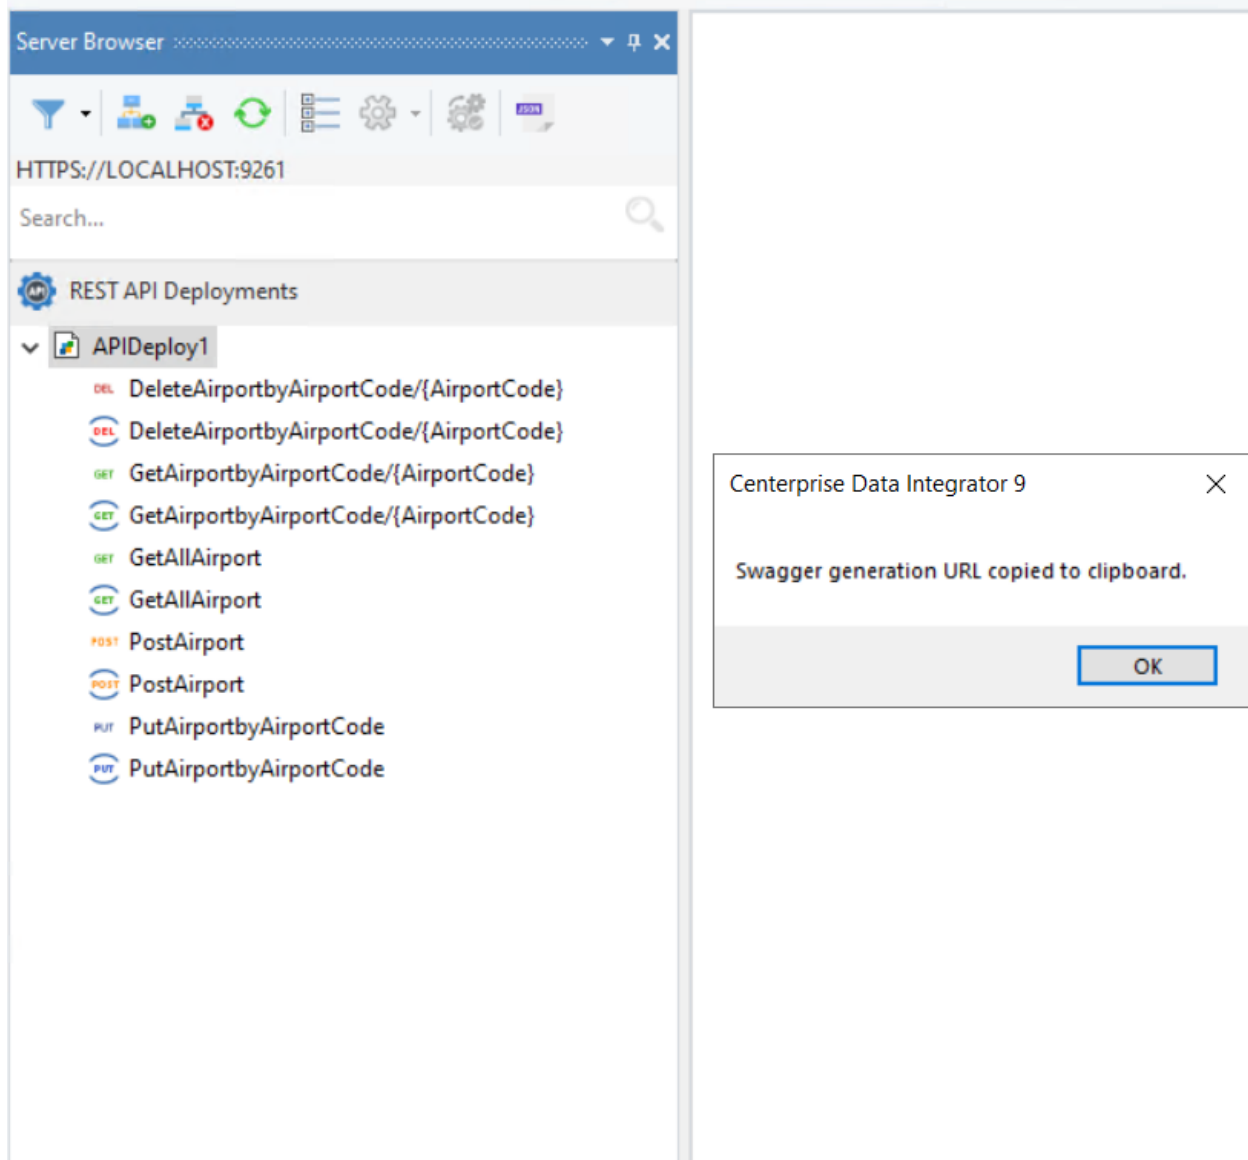 Server Browser
JSON
HTTPS://LOCALHOST:9261
Search...
API REST API Deployments
APIDeploy1
DEL DeleteAirportbyAirportCode/{AirportCode}
DEL DeleteAirportbyAirportCode/{AirportCode}
GET GetAirportbyAirportCode/{AirportCode}
GET GetAirportbyAirportCode/{AirportCode}
GET GetAllAirport
GET GetAllAirport
POST PostAirport
POST PostAirport
PUT PutAirportbyAirportCode
PUT PutAirportbyAirportCode
Centerprise Data Integrator 9
Swagger generation URL copied to clipboard.
OK